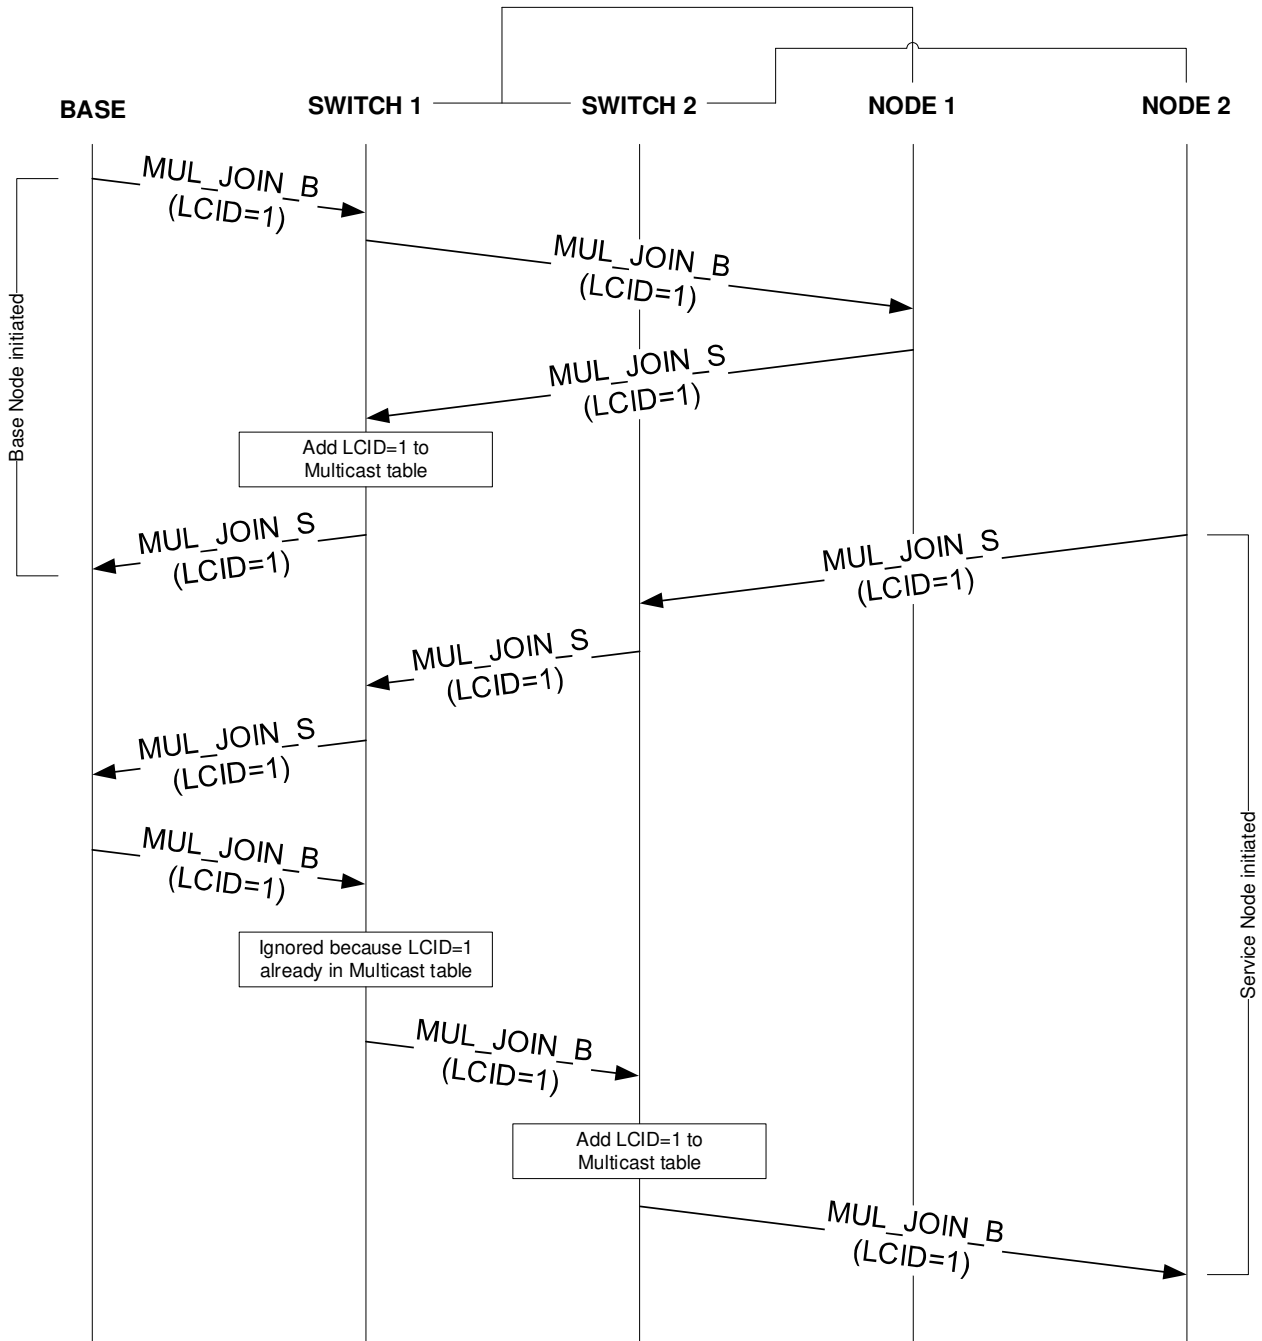 BASE
SWITCH 1
SWITCH 2
NODE 1
NODE 2
MUL_JOIN_B
(LCID=1)
MUL_JOIN_B
(LCID=1)
MUL_JOIN_S
(LCID=1)
Base Node initiated
Add LCID=1 to
Multicast table
MUL_JOIN_S
(LCID=1)
MUL_JOIN_S
(LCID=1)
MUL_JOIN_S
(LCID=1)
MUL_JOIN_S
(LCID=1)
MUL_JOIN_B
(LCID=1)
Service Node initiated
Ignored because LCID=1
already in Multicast table
MUL_JOIN_B
(LCID=1)
Add LCID=1 to
Multicast table
MUL_JOIN_B
(LCID=1)